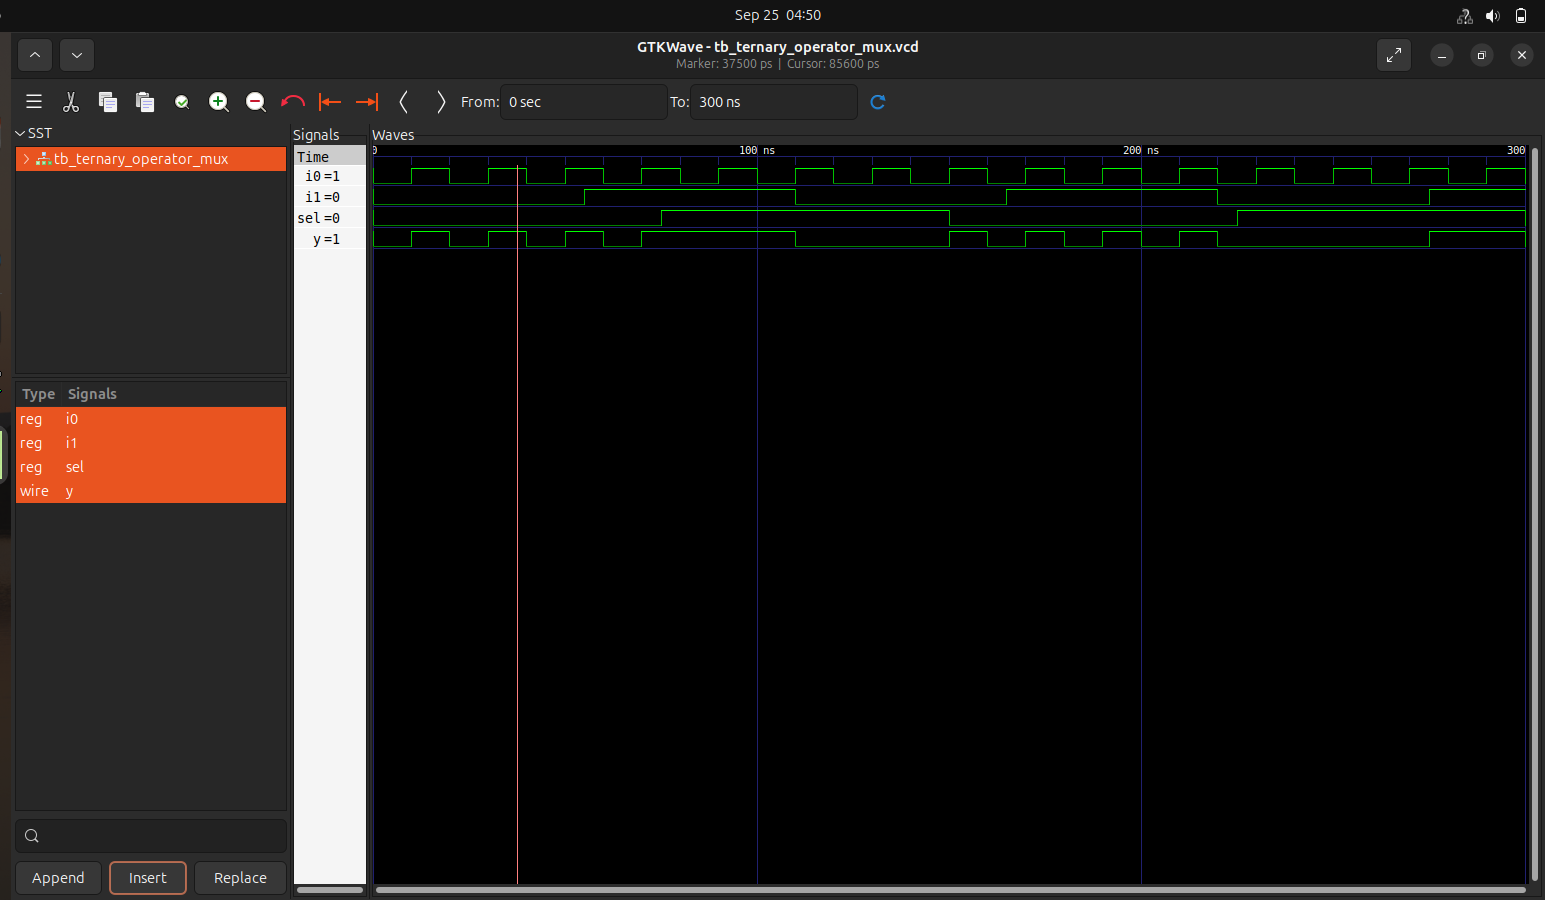 Sep 25 04:50
GTKWave - tb_ternary_operator_mux.vcd
Marker: 37500 ps | Cursor: 85600 ps
From: 0 sec To: 300 ns
SST
tb_ternary_operator_mux
Type Signals
reg i0
reg i1
reg sel
wire y
Append Insert Replace
Signals
Time
i0 =1
i1 =0
sel =0
y =1
Waves
0 100 ns 200 ns 300